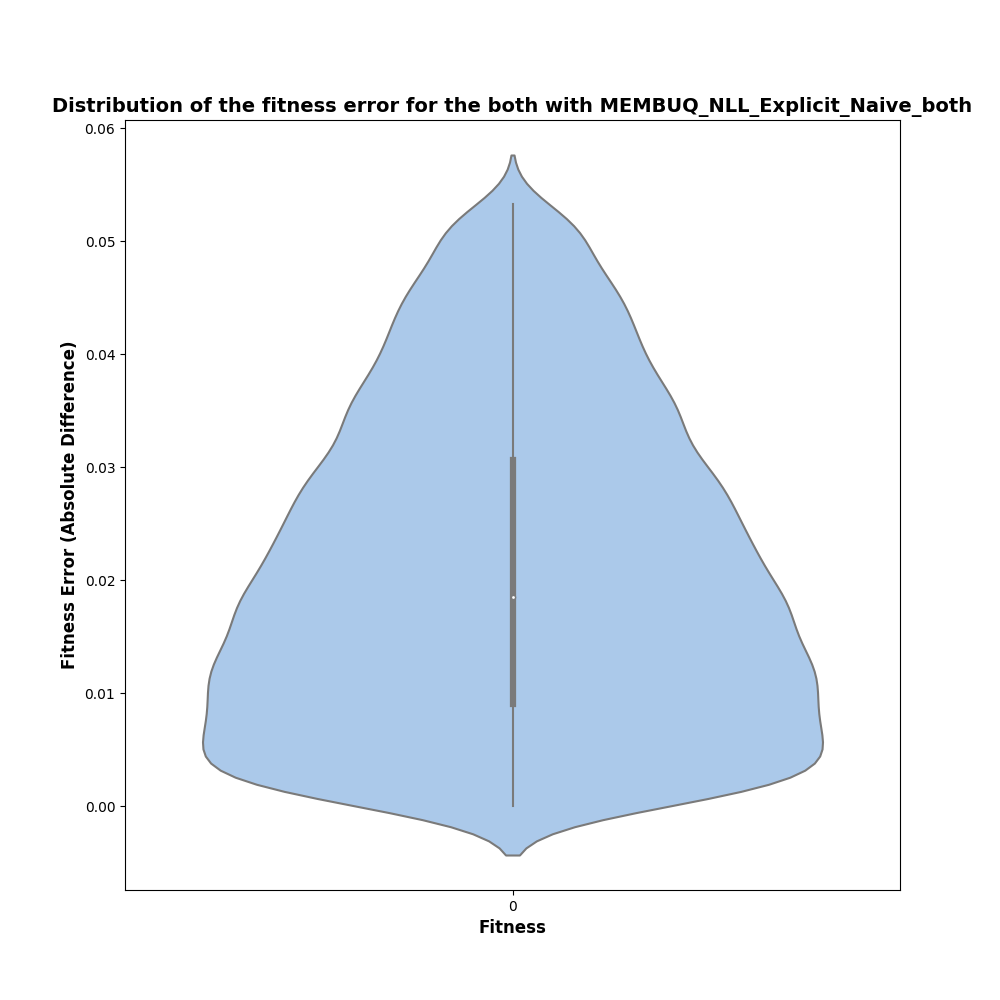 Distribution of the fitness error for the both with MEMBUQ_NLL_Explicit_Naive_both
0.06
0.05
0.04
0.03
0.02
0.01
0.00
Fitness Error (Absolute Difference)
0
Fitness